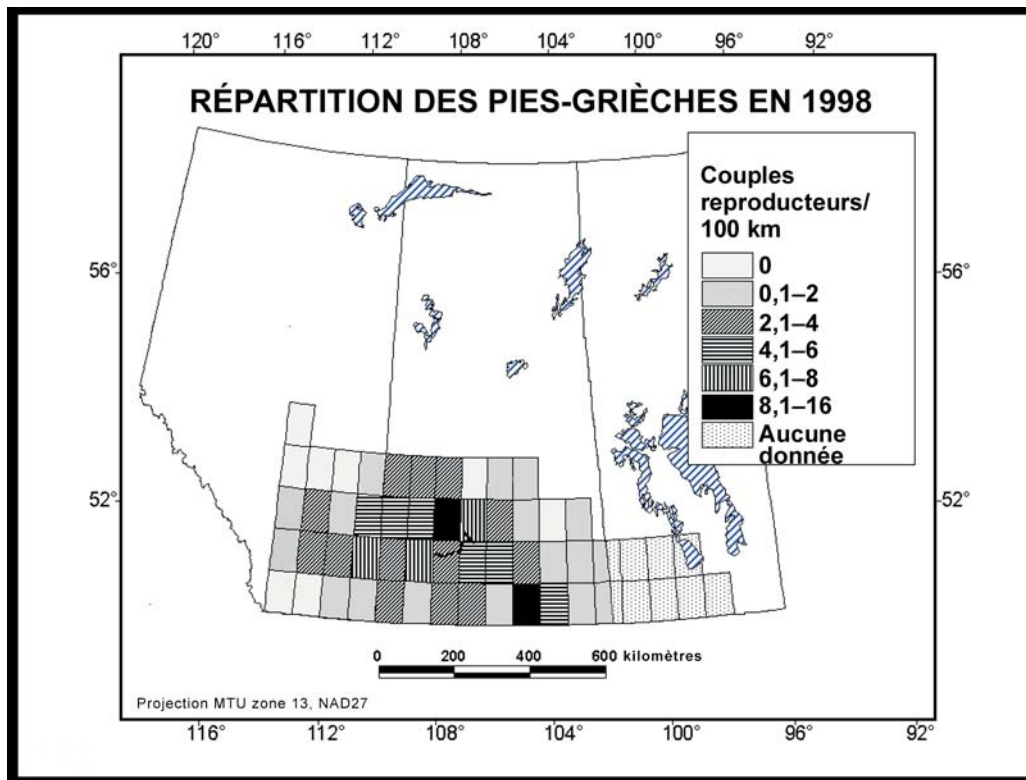 120° 116° 112° 108° 104° 100° 96° 92°
RÉPARTITION DES PIES-GRIÈCHES EN 1998
Couples
reproducteurs/
100 km
0
0,1–2
2,1–4
4,1–6
6,1–8
8,1–16
Aucune
donnée
56° 56°
52° 52°
0 200 400 600 kilomètres
Projection MTU zone 13, NAD27
116° 112° 108° 104° 100° 96° 92°